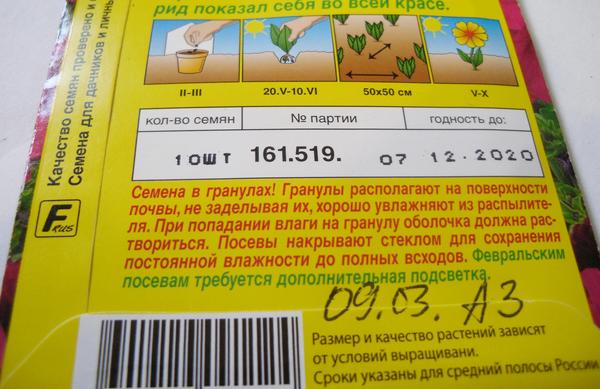 рид показал себя во всей красе.
II-III
20.V-10.VI
50x50 см
V-X
кол-во семян
№ партии
годность до:
10ШТ
161.519.
07 12.2020
Семена в гранулах! Гранулы располагают на поверхности
почвы, не заделывая их, хорошо увлажняют из распылите-
ля. При попадании влаги на гранулу оболочка должна рас-
твориться. Посевы накрывают стеклом для сохранения
постоянной влажности до полных всходов. Февральским
посевам требуется дополнительная подсветка.
09.03. АЗ
Размер и качество растений зависят
от условий выращивани.
Сроки указаны для средней полосы России
Качество семян проверено и
Семена для дачников и личны
F RUS